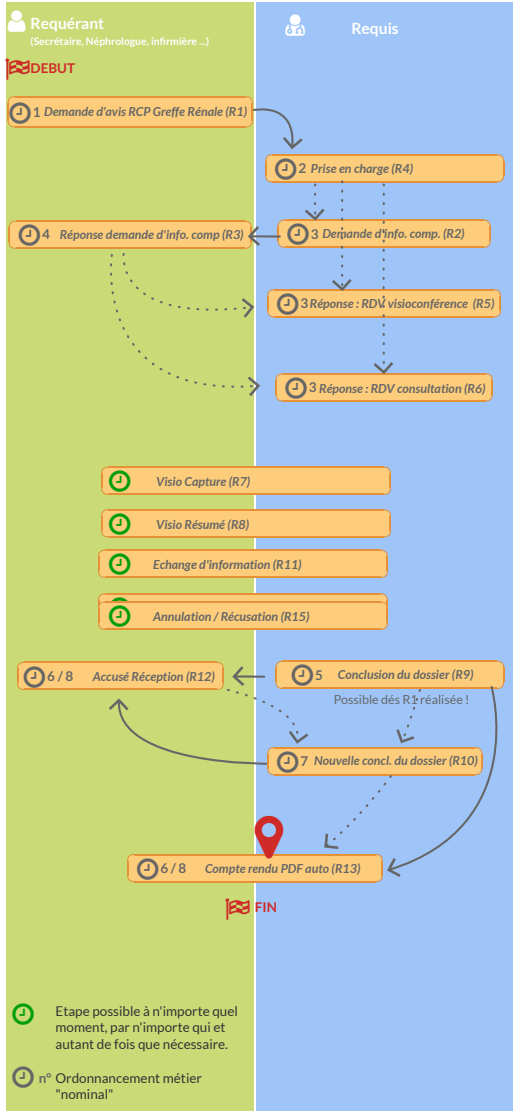 Requérant
(Secrétaire, Néphrologue, Infirmière ...)
Requis
DEBUT
1 Demande d'avis RCP Greffe Rénale (R1)
2 Prise en charge (R4)
4 Réponse demande d'info. comp (R3)
3 Demande d'info. comp. (R2)
3 Réponse : RDV visioconférence (R5)
3 Réponse : RDV consultation (R6)
Visio Capture (R7)
Visio Résumé (R8)
Echange d'information (R11)
Annulation / Récusation (R15)
6 / 8 Accusé Réception (R12)
5 Conclusion du dossier (R9)
Possible dés R1 réalisée !
7 Nouvelle concl. du dossier (R10)
6 / 8 Compte rendu PDF auto (R13)
FIN
Etape possible à n'importe quel
moment, par n'importe qui et
autant de fois que nécessaire.
n° Ordonnancement métier
"nominal"